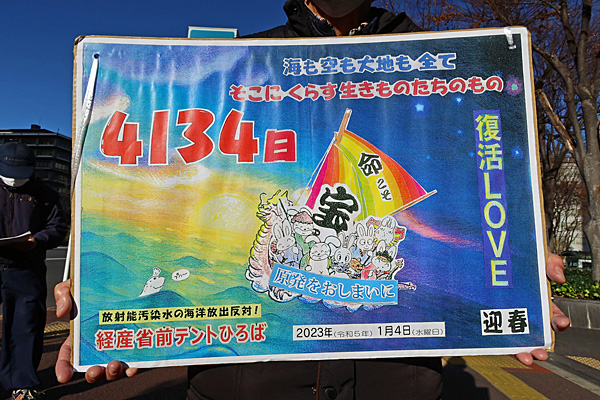 海も空も大地も全て
そこにくらす生きものたちのもの
4134日
復活LOVE
命こそ
宝
原発をおしまいに
放射能汚染水の海洋放出反対！
経産省前テントひろば
2023年(令和5年) 1月4日(水曜日)
迎春